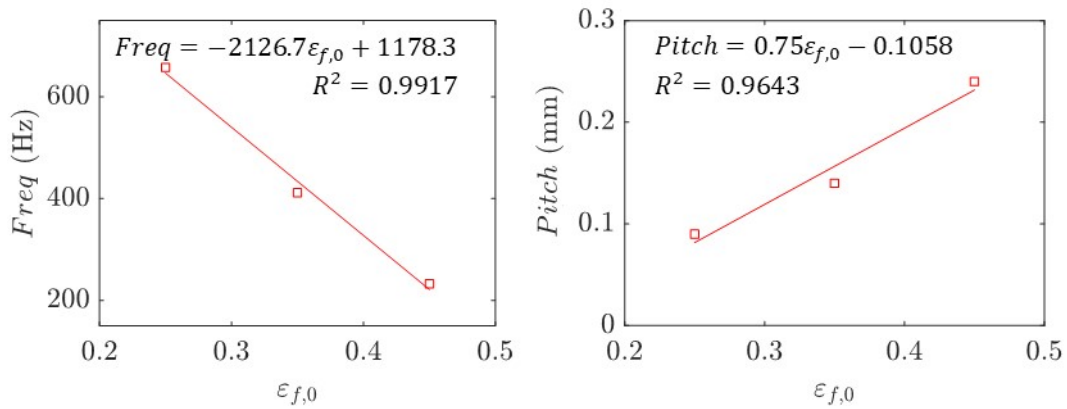 Freq = −2126.7ε_{f,0} + 1178.3
R² = 0.9917
600
400
200
Freq (Hz)
0.2 0.3 0.4 0.5
ε_{f,0}
Pitch = 0.75ε_{f,0} − 0.1058
R² = 0.9643
0.3
0.2
0.1
0
Pitch (mm)
0.2 0.3 0.4 0.5
ε_{f,0}